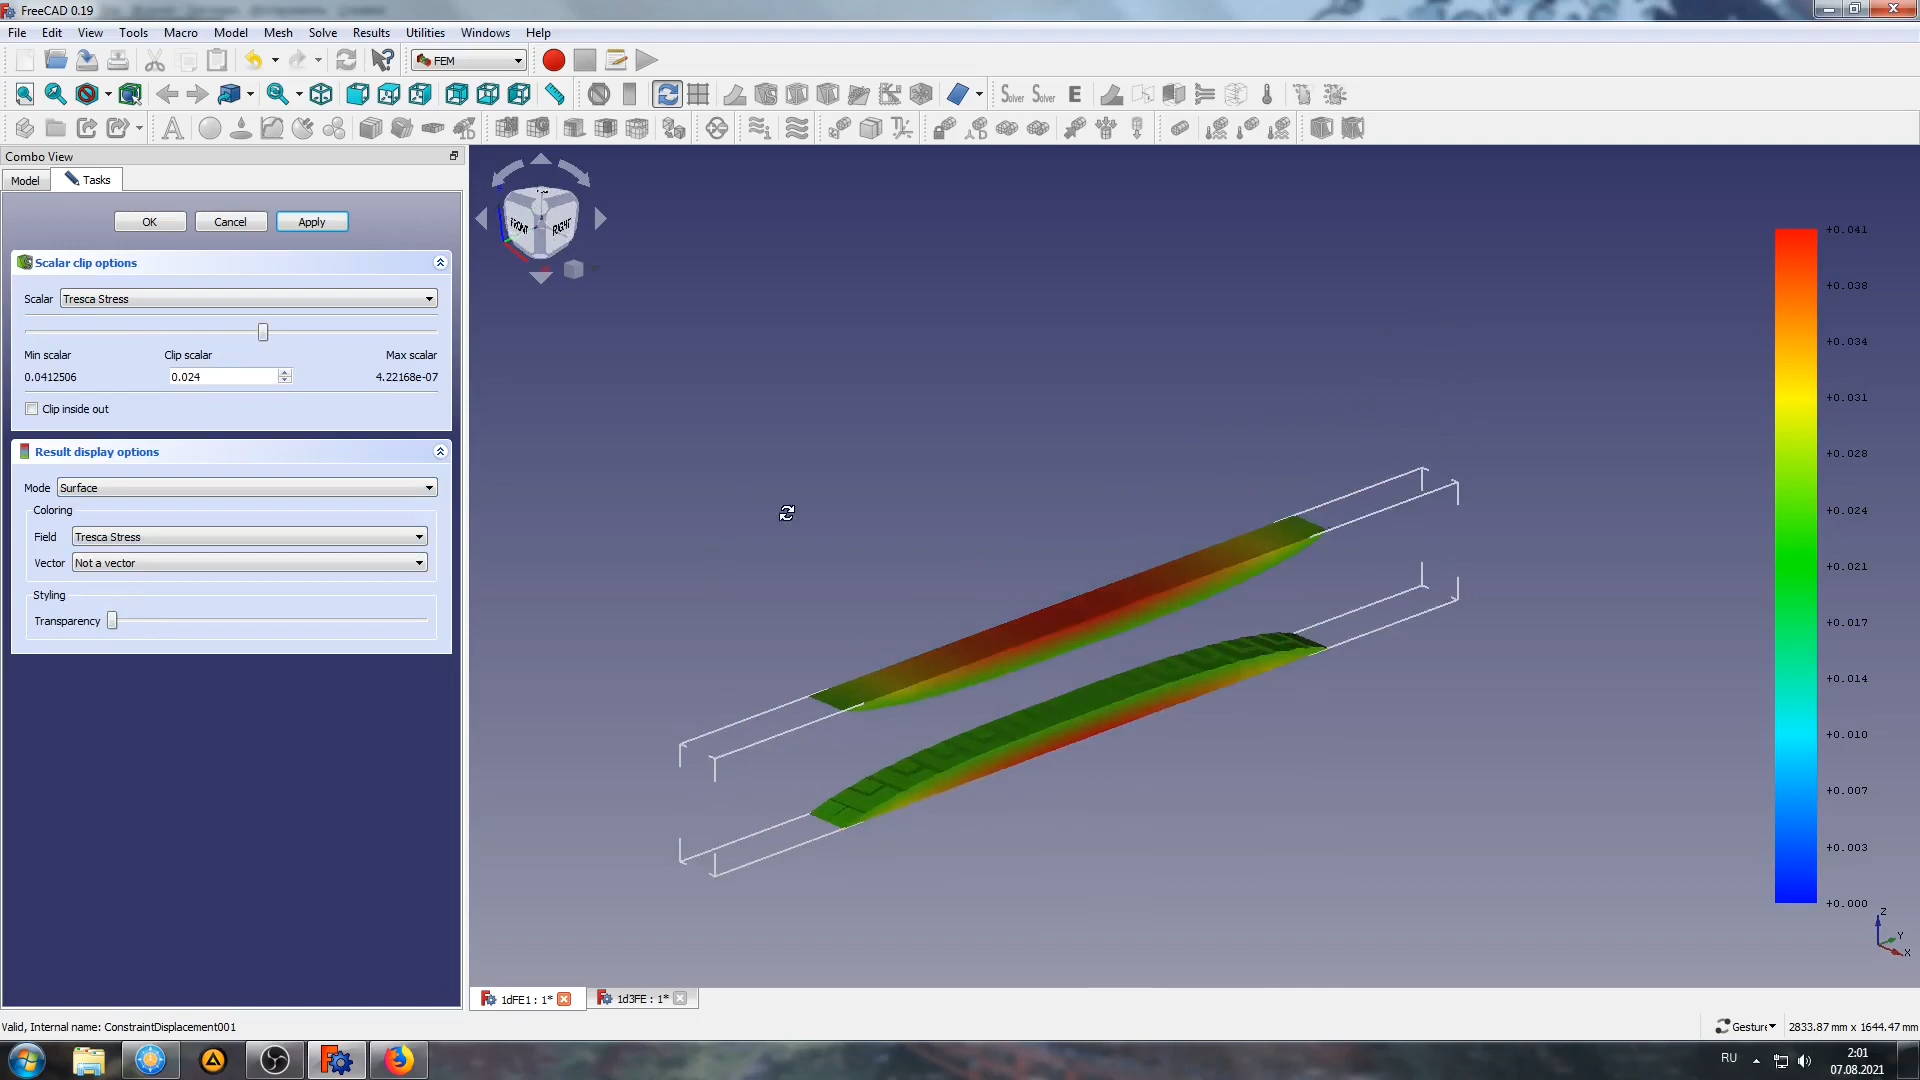 FreeCAD 0.19
File Edit View Tools Macro Model Mesh Solve Results Utilities Windows Help
FEM
Solver Solver E
Combo View
Model Tasks
OK Cancel Apply
Scalar clip options
Scalar Tresca Stress
Min scalar Clip scalar Max scalar
0.0412506 0.024 4.22168e-07
Clip inside out
Result display options
Mode Surface
Coloring
Field Tresca Stress
Vector Not a vector
Styling
Transparency
FRONT RIGHT
+0.041
+0.038
+0.034
+0.031
+0.028
+0.024
+0.021
+0.017
+0.014
+0.010
+0.007
+0.003
+0.000
Z
Y
X
1dFE1 : 1* 1d3FE : 1*
Valid, Internal name: ConstraintDisplacement001
Gesture 2833.87 mm x 1644.47 mm
RU 2:01
07.08.2021